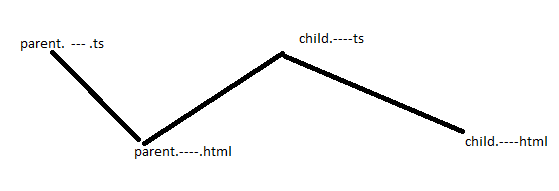 parent. --- .ts
child.----ts
parent.----.html
child.----html